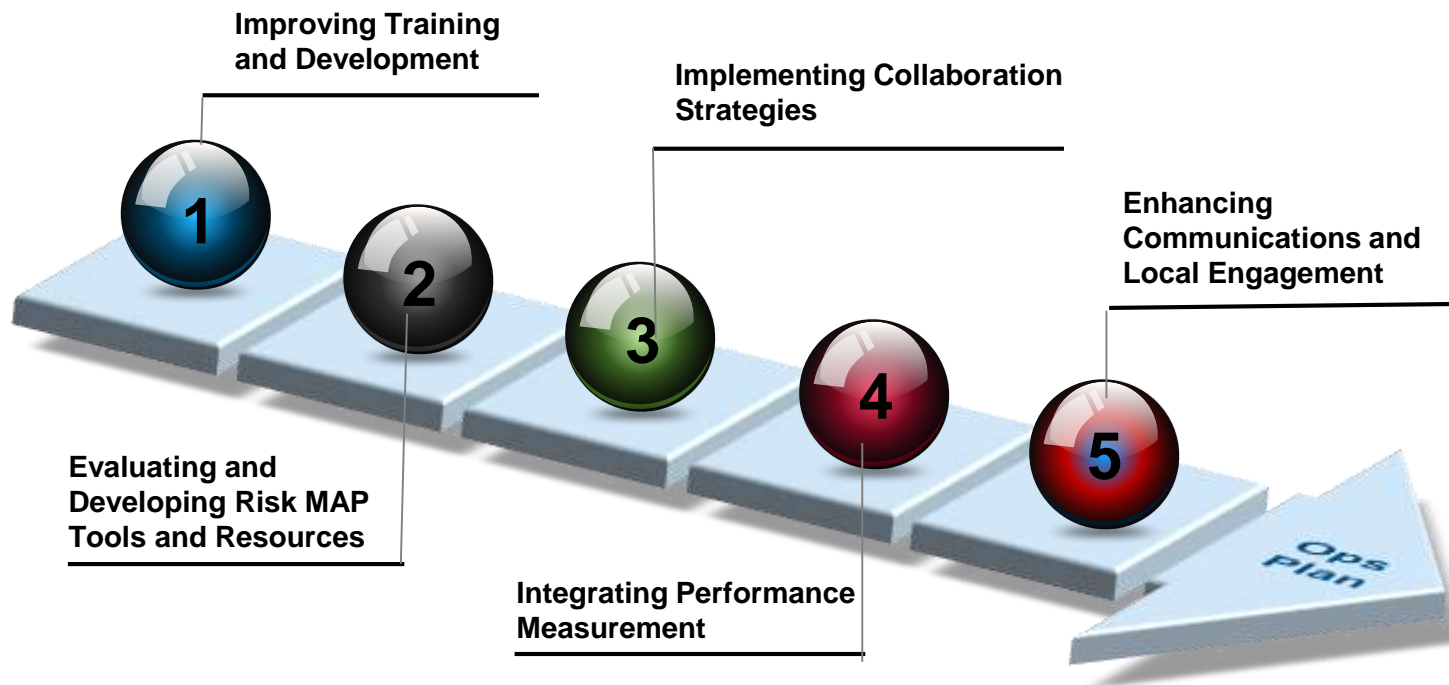 Improving Training
and Development
1
Evaluating and
Developing Risk MAP
Tools and Resources
2
Implementing Collaboration
Strategies
3
Integrating Performance
Measurement
4
Enhancing
Communications and
Local Engagement
5
Ops
Plan